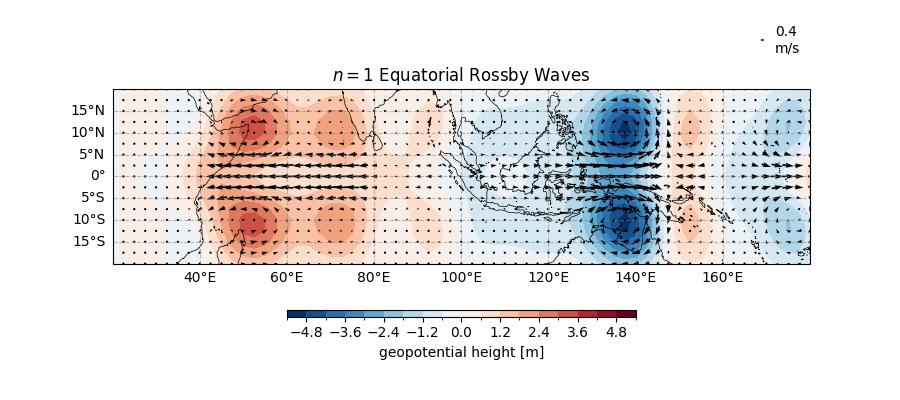 0.4
m/s
n = 1 Equatorial Rossby Waves
15°N
10°N
5°N
0°
5°S
10°S
15°S
40°E 60°E 80°E 100°E 120°E 140°E 160°E
−4.8 −3.6 −2.4 −1.2 0.0 1.2 2.4 3.6 4.8
geopotential height [m]